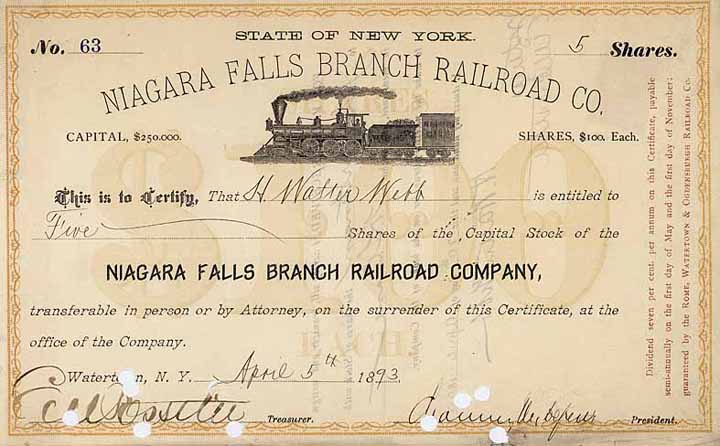 STATE OF NEW YORK.
No. 63
5 Shares.
NIAGARA FALLS BRANCH RAILROAD CO.
CAPITAL, $250.000.
SHARES, $100. Each.
This is to Certify, That H. Walter Webb is entitled to
Five Shares of the Capital Stock of the
NIAGARA FALLS BRANCH RAILROAD COMPANY,
transferable in person or by Attorney, on the surrender of this Certificate, at the
office of the Company.
Watertown, N. Y. April 5th 1893.
Treasurer.
President.
Dividend seven per cent. per annum on this Certificate, payable
semi-annually on the first day of May and the first day of November;
guaranteed by the ROME, WATERTOWN & OGDENSBURGH RAILROAD CO.
$100
EACH.